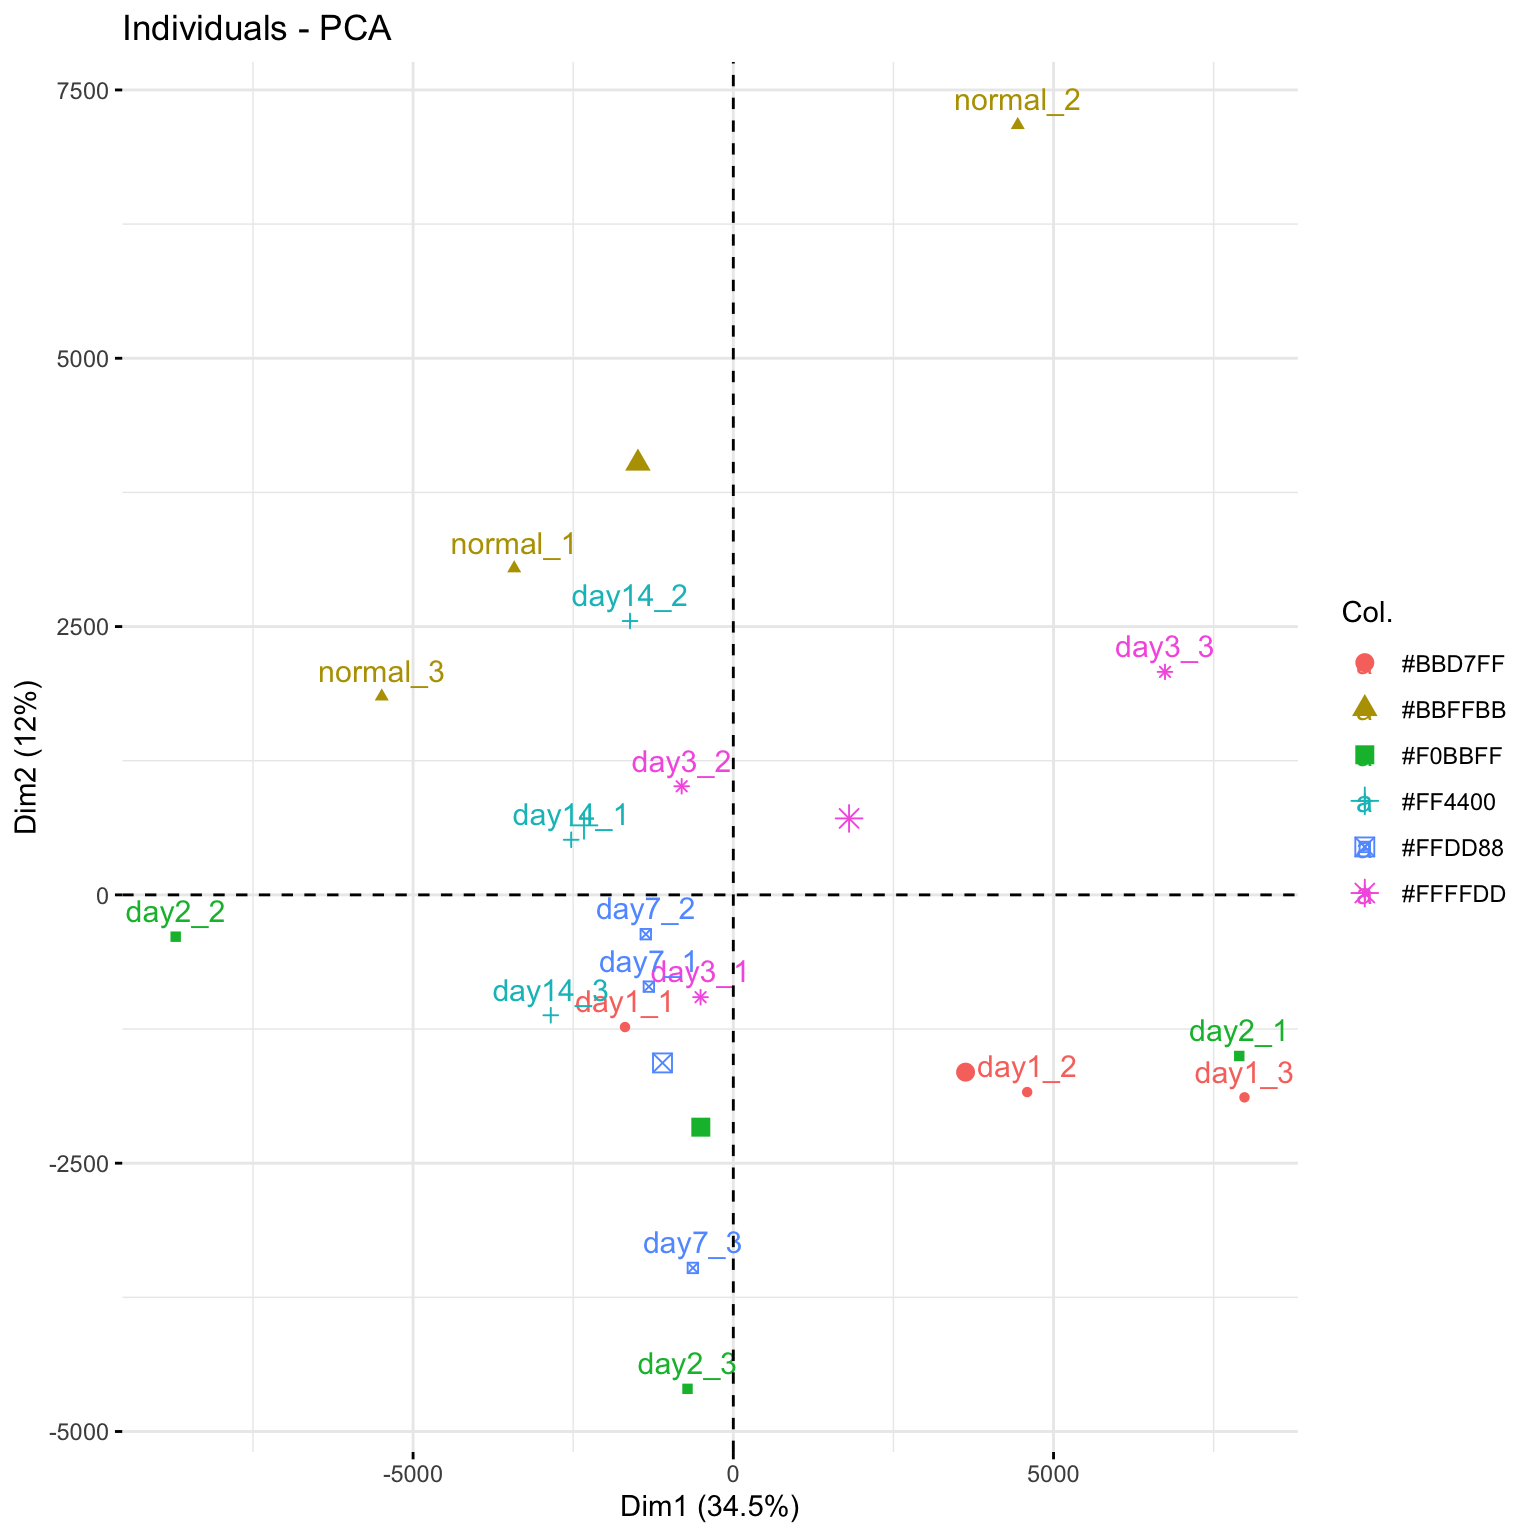 Individuals - PCA
7500
normal_2
5000
normal_1
day14_2
2500
day3_3
normal_3
day3_2
day14_1
0
day2_2
day7_2
day7_1
day3_1
day14_3
day1_1
day2_1
day1_2
day1_3
-2500
day7_3
day2_3
-5000
-5000
0
5000
Dim1 (34.5%)
Dim2 (12%)
Col.
a #BBD7FF
a #BBFFBB
a #F0BBFF
a #FF4400
a #FFDD88
a #FFFFDD